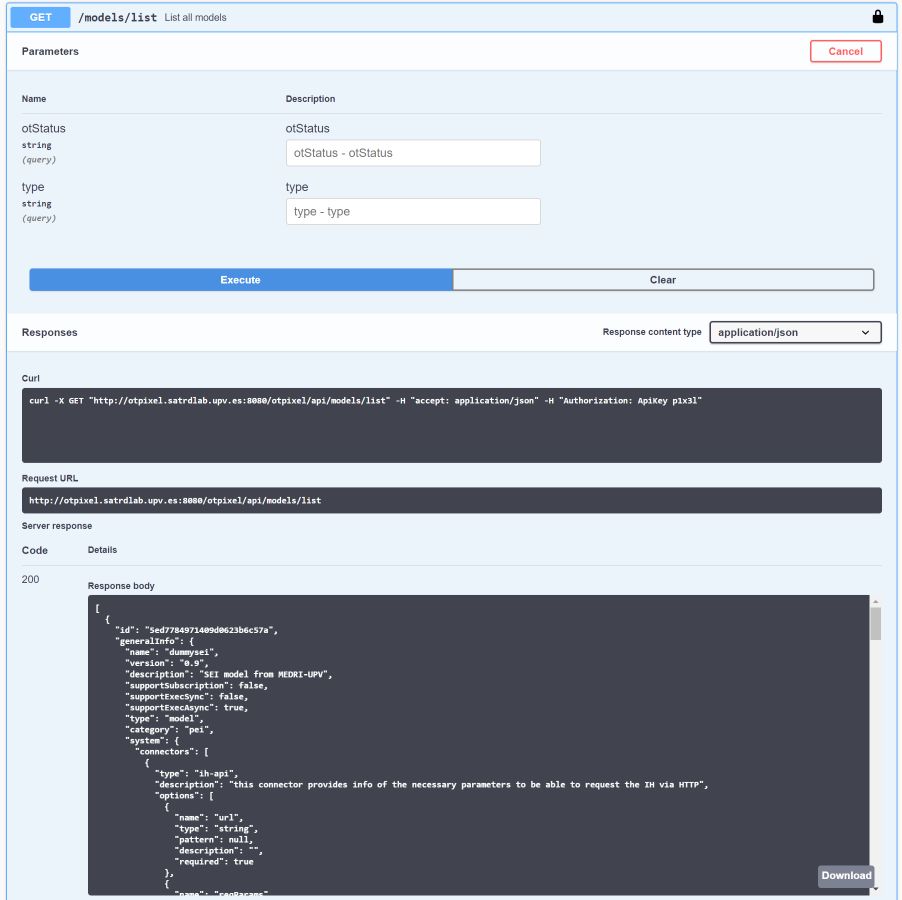 GET /models/list List all models
Parameters Cancel
Name Description
otStatus otStatus
string
(query)
otStatus - otStatus
type type
string
(query)
type - type
Execute Clear
Responses Response content type application/json
Curl
curl -X GET "http://otpixel.satrdlab.upv.es:8080/otpixel/api/models/list" -H "accept: application/json" -H "Authorization: ApiKey p1x3l"
Request URL
http://otpixel.satrdlab.upv.es:8080/otpixel/api/models/list
Server response
Code Details
200
Response body
[
{
"id": "5ed7784971409d0623b6c57a",
"generalInfo": {
"name": "dummysei",
"version": "0.9",
"description": "SEI model from MEDRI-UPV",
"supportSubscription": false,
"supportExecSync": false,
"supportExecAsync": true,
"type": "model",
"category": "pei",
"system": {
"connectors": [
{
"type": "ih-api",
"description": "this connector provides info of the necessary parameters to be able to request the IH via HTTP",
"options": [
{
"name": "url",
"type": "string",
"pattern": null,
"description": "",
"required": true
},
{
"name": "reqParams"
Download